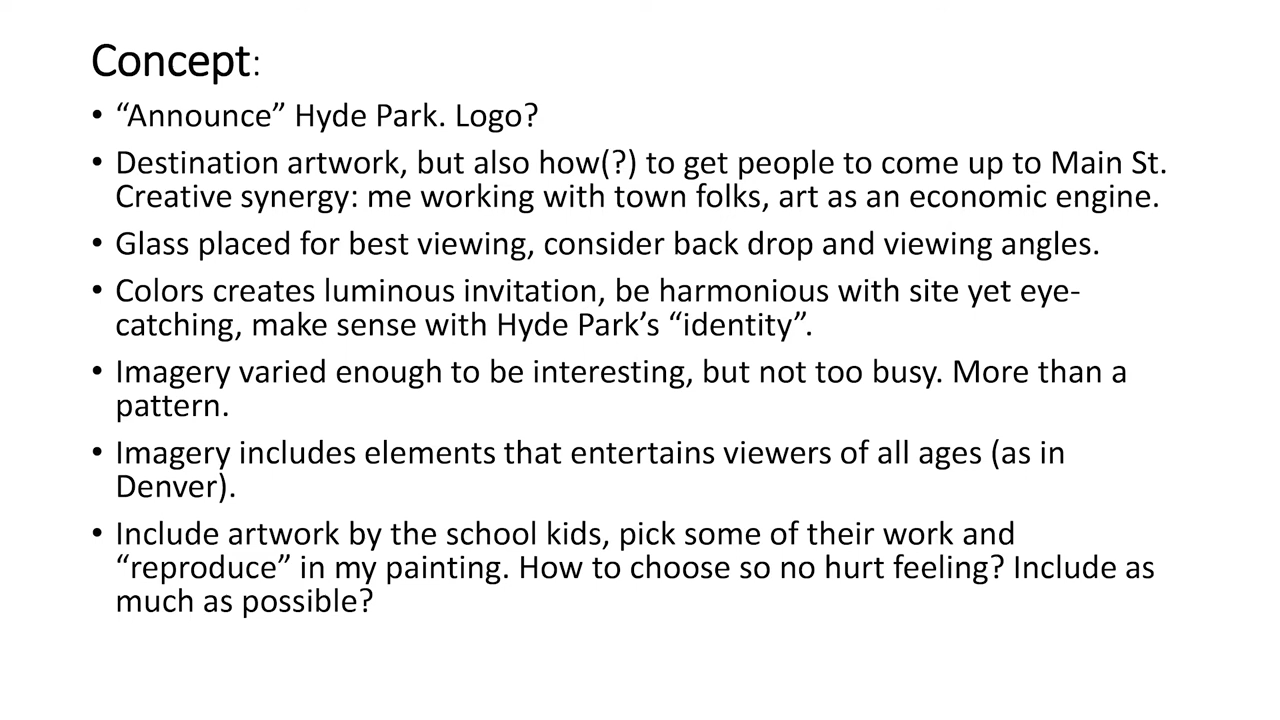 Concept:
• “Announce” Hyde Park. Logo?
• Destination artwork, but also how(?) to get people to come up to Main St.
Creative synergy: me working with town folks, art as an economic engine.
• Glass placed for best viewing, consider back drop and viewing angles.
• Colors creates luminous invitation, be harmonious with site yet eye-
catching, make sense with Hyde Park’s “identity”.
• Imagery varied enough to be interesting, but not too busy. More than a
pattern.
• Imagery includes elements that entertains viewers of all ages (as in
Denver).
• Include artwork by the school kids, pick some of their work and
“reproduce” in my painting. How to choose so no hurt feeling? Include as
much as possible?